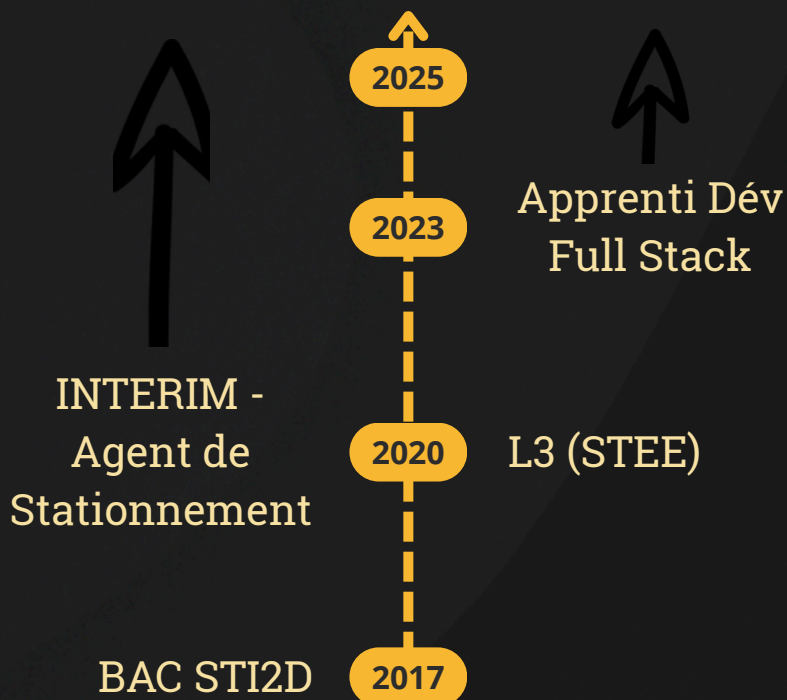 2025
2023
Apprenti Dév
Full Stack
INTERIM -
Agent de
Stationnement
2020
L3 (STEE)
BAC STI2D
2017